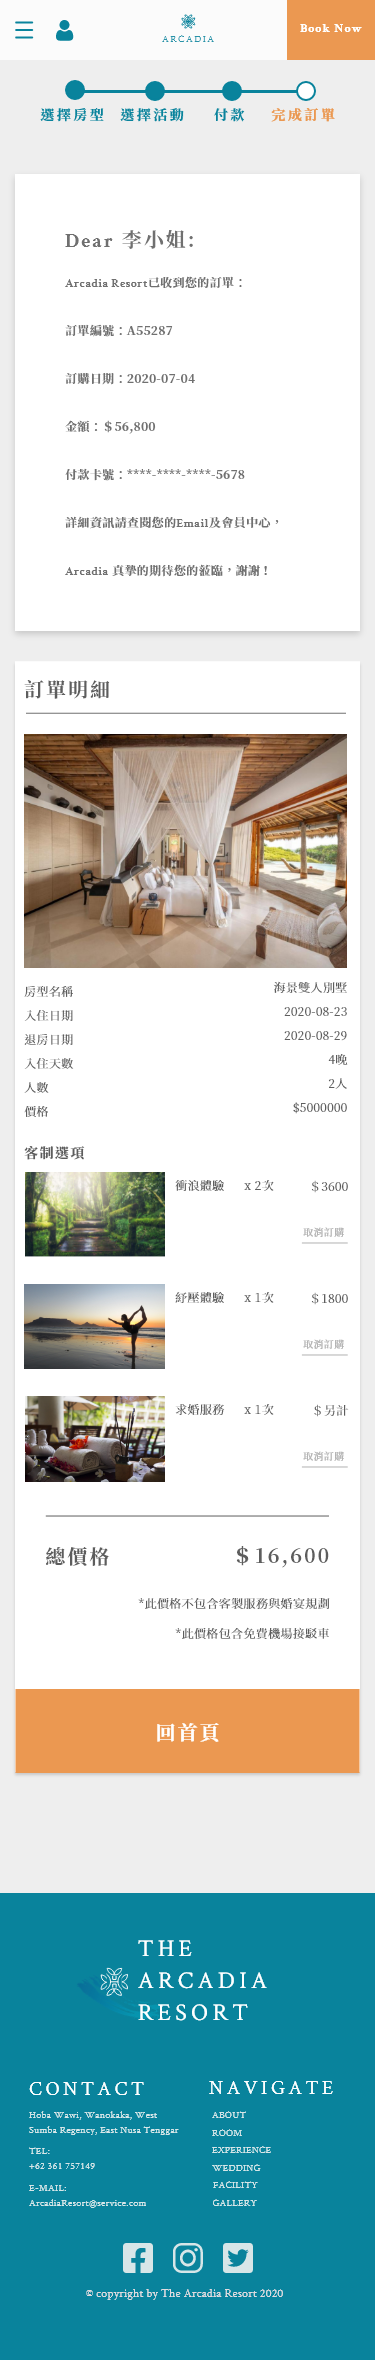 ARCADIA
Book Now
選擇房型 選擇活動 付款 完成訂單
Dear 李小姐:
Arcadia Resort已收到您的訂單：
訂單編號：A55287
訂購日期：2020-07-04
金額：＄56,800
付款卡號：****-****-****-5678
詳細資訊請查閱您的Email及會員中心，
Arcadia 真摯的期待您的蒞臨，謝謝！
訂單明細
房型名稱 海景雙人別墅
入住日期 2020-08-23
退房日期 2020-08-29
入住天數 4晚
人數 2人
價格 $5000000
客制選項
衝浪體驗 x 2次 ＄3600
取消訂購
紓壓體驗 x 1次 ＄1800
取消訂購
求婚服務 x 1次 ＄另計
取消訂購
總價格 ＄16,600
*此價格不包含客製服務與婚宴規劃
*此價格包含免費機場接駁車
回首頁
THE
ARCADIA
RESORT
CONTACT
Hoba Wawi, Wanokaka, West
Sumba Regency, East Nusa Tenggar
TEL:
+62 361 757149
E-MAIL:
ArcadiaResort@service.com
NAVIGATE
ABOUT
ROOM
EXPERIENCE
WEDDING
FACILITY
GALLERY
© copyright by The Arcadia Resort 2020